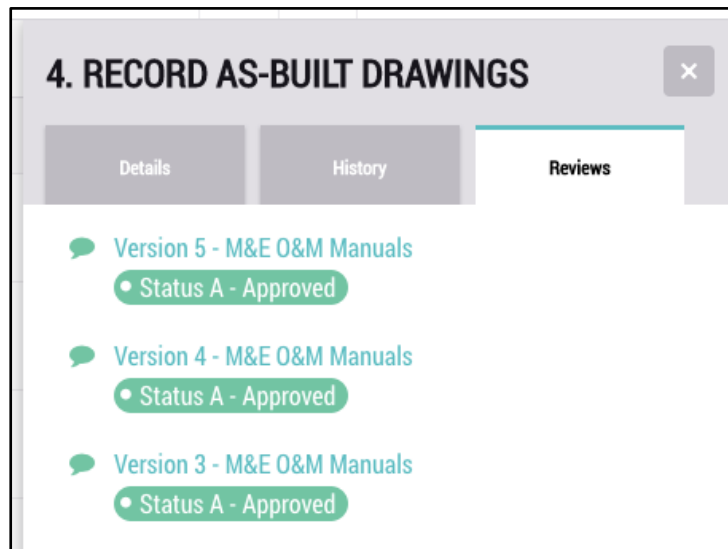 4. RECORD AS-BUILT DRAWINGS
×
Details
History
Reviews
Version 5 - M&E O&M Manuals
Status A - Approved
Version 4 - M&E O&M Manuals
Status A - Approved
Version 3 - M&E O&M Manuals
Status A - Approved